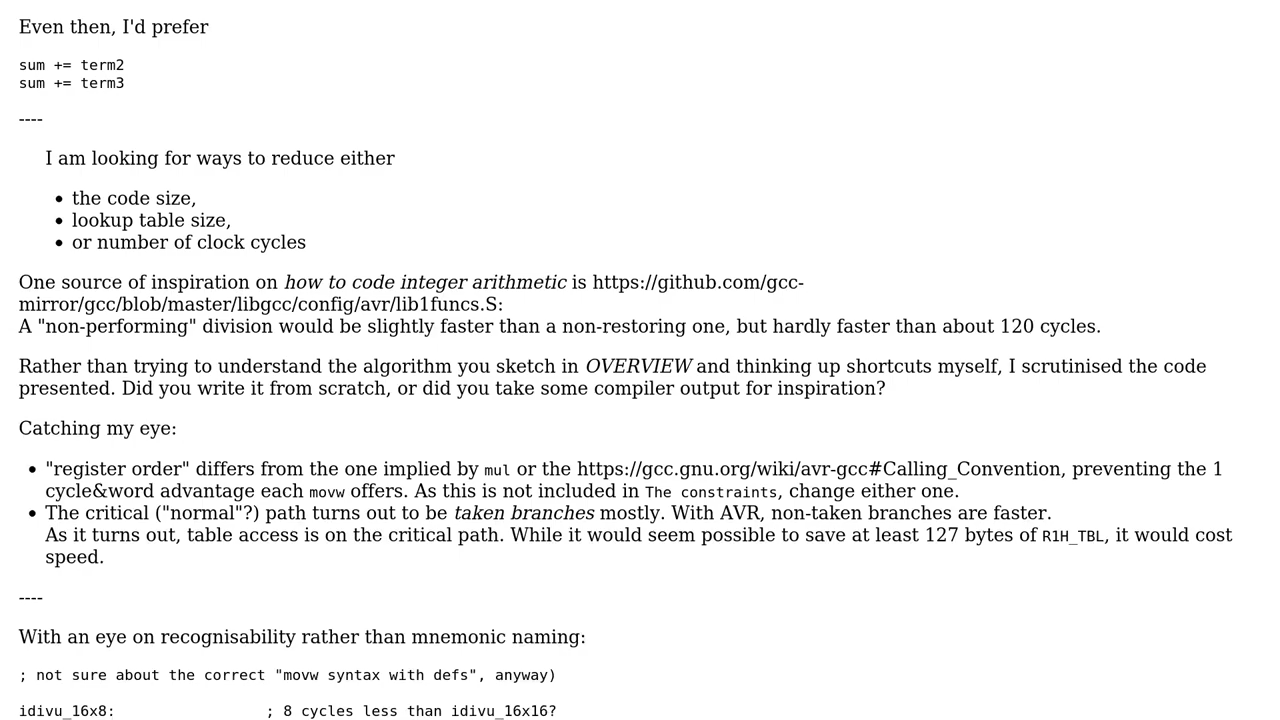 Even then, I'd prefer
sum += term2
sum += term3
----
I am looking for ways to reduce either
• the code size,
• lookup table size,
• or number of clock cycles
One source of inspiration on how to code integer arithmetic is https://github.com/gcc-
mirror/gcc/blob/master/libgcc/config/avr/lib1funcs.S:
A "non-performing" division would be slightly faster than a non-restoring one, but hardly faster than about 120 cycles.
Rather than trying to understand the algorithm you sketch in OVERVIEW and thinking up shortcuts myself, I scrutinised the code
presented. Did you write it from scratch, or did you take some compiler output for inspiration?
Catching my eye:
• "register order" differs from the one implied by mul or the https://gcc.gnu.org/wiki/avr-gcc#Calling_Convention, preventing the 1
cycle&word advantage each movw offers. As this is not included in The constraints, change either one.
• The critical ("normal"?) path turns out to be taken branches mostly. With AVR, non-taken branches are faster.
As it turns out, table access is on the critical path. While it would seem possible to save at least 127 bytes of R1H_TBL, it would cost
speed.
----
With an eye on recognisability rather than mnemonic naming:
; not sure about the correct "movw syntax with defs", anyway)
idivu_16x8:                 ; 8 cycles less than idivu_16x16?